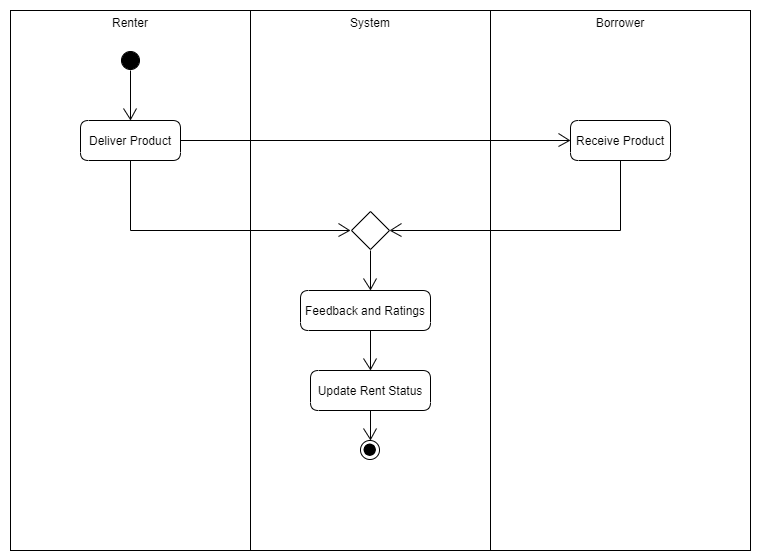 Renter
System
Borrower
Deliver Product
Receive Product
Feedback and Ratings
Update Rent Status